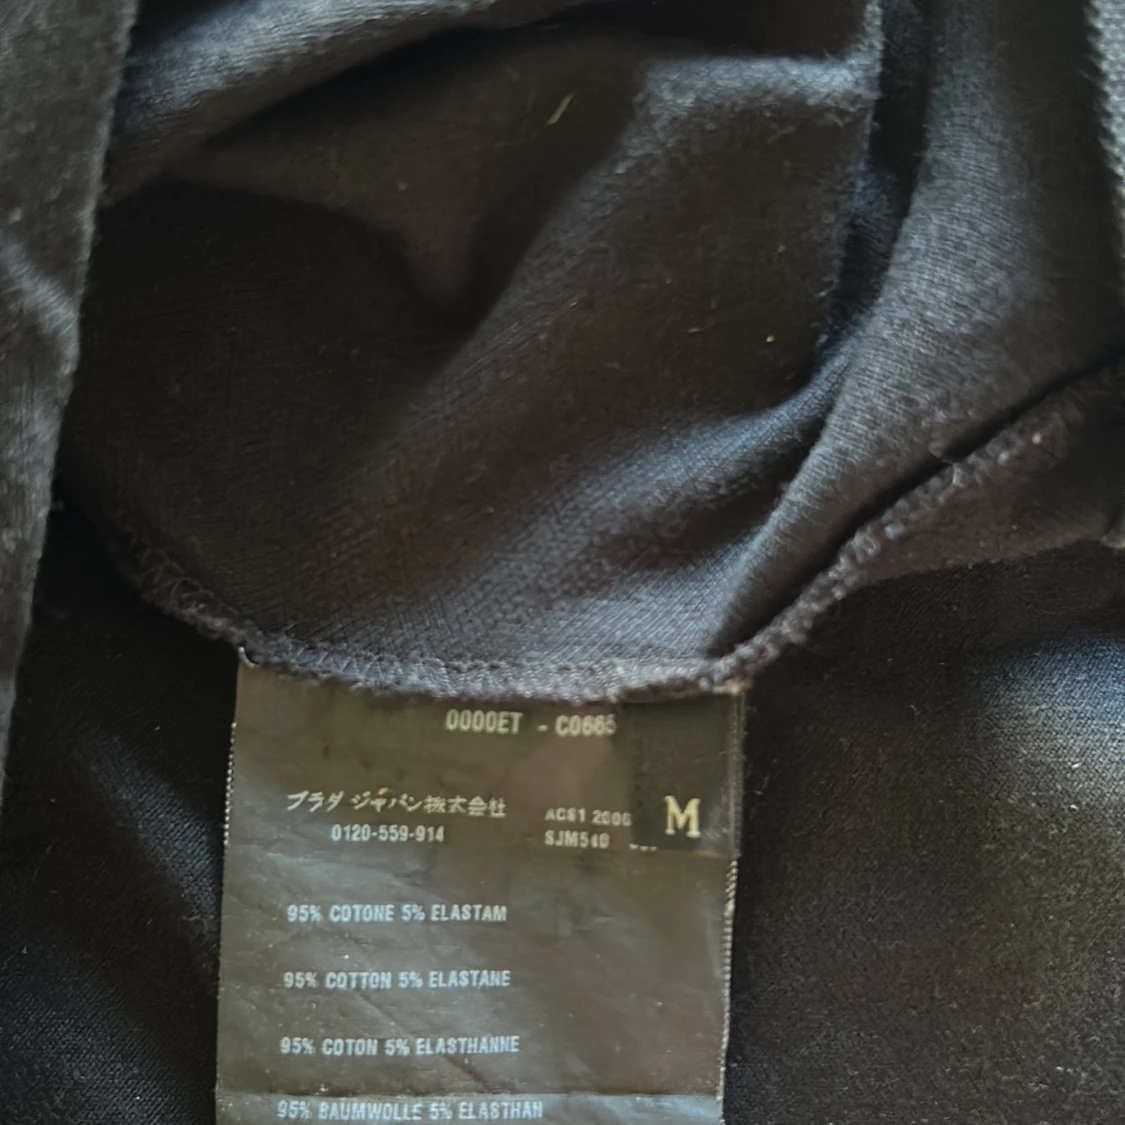 0000ET - C0665
プラダ ジャパン株式会社
0120-559-914
ACS1 2006
SJM540
M
95% COTONE 5% ELASTAM
95% COTTON 5% ELASTANE
95% COTON 5% ELASTHANNE
95% BAUMWOLLE 5% ELASTHAN